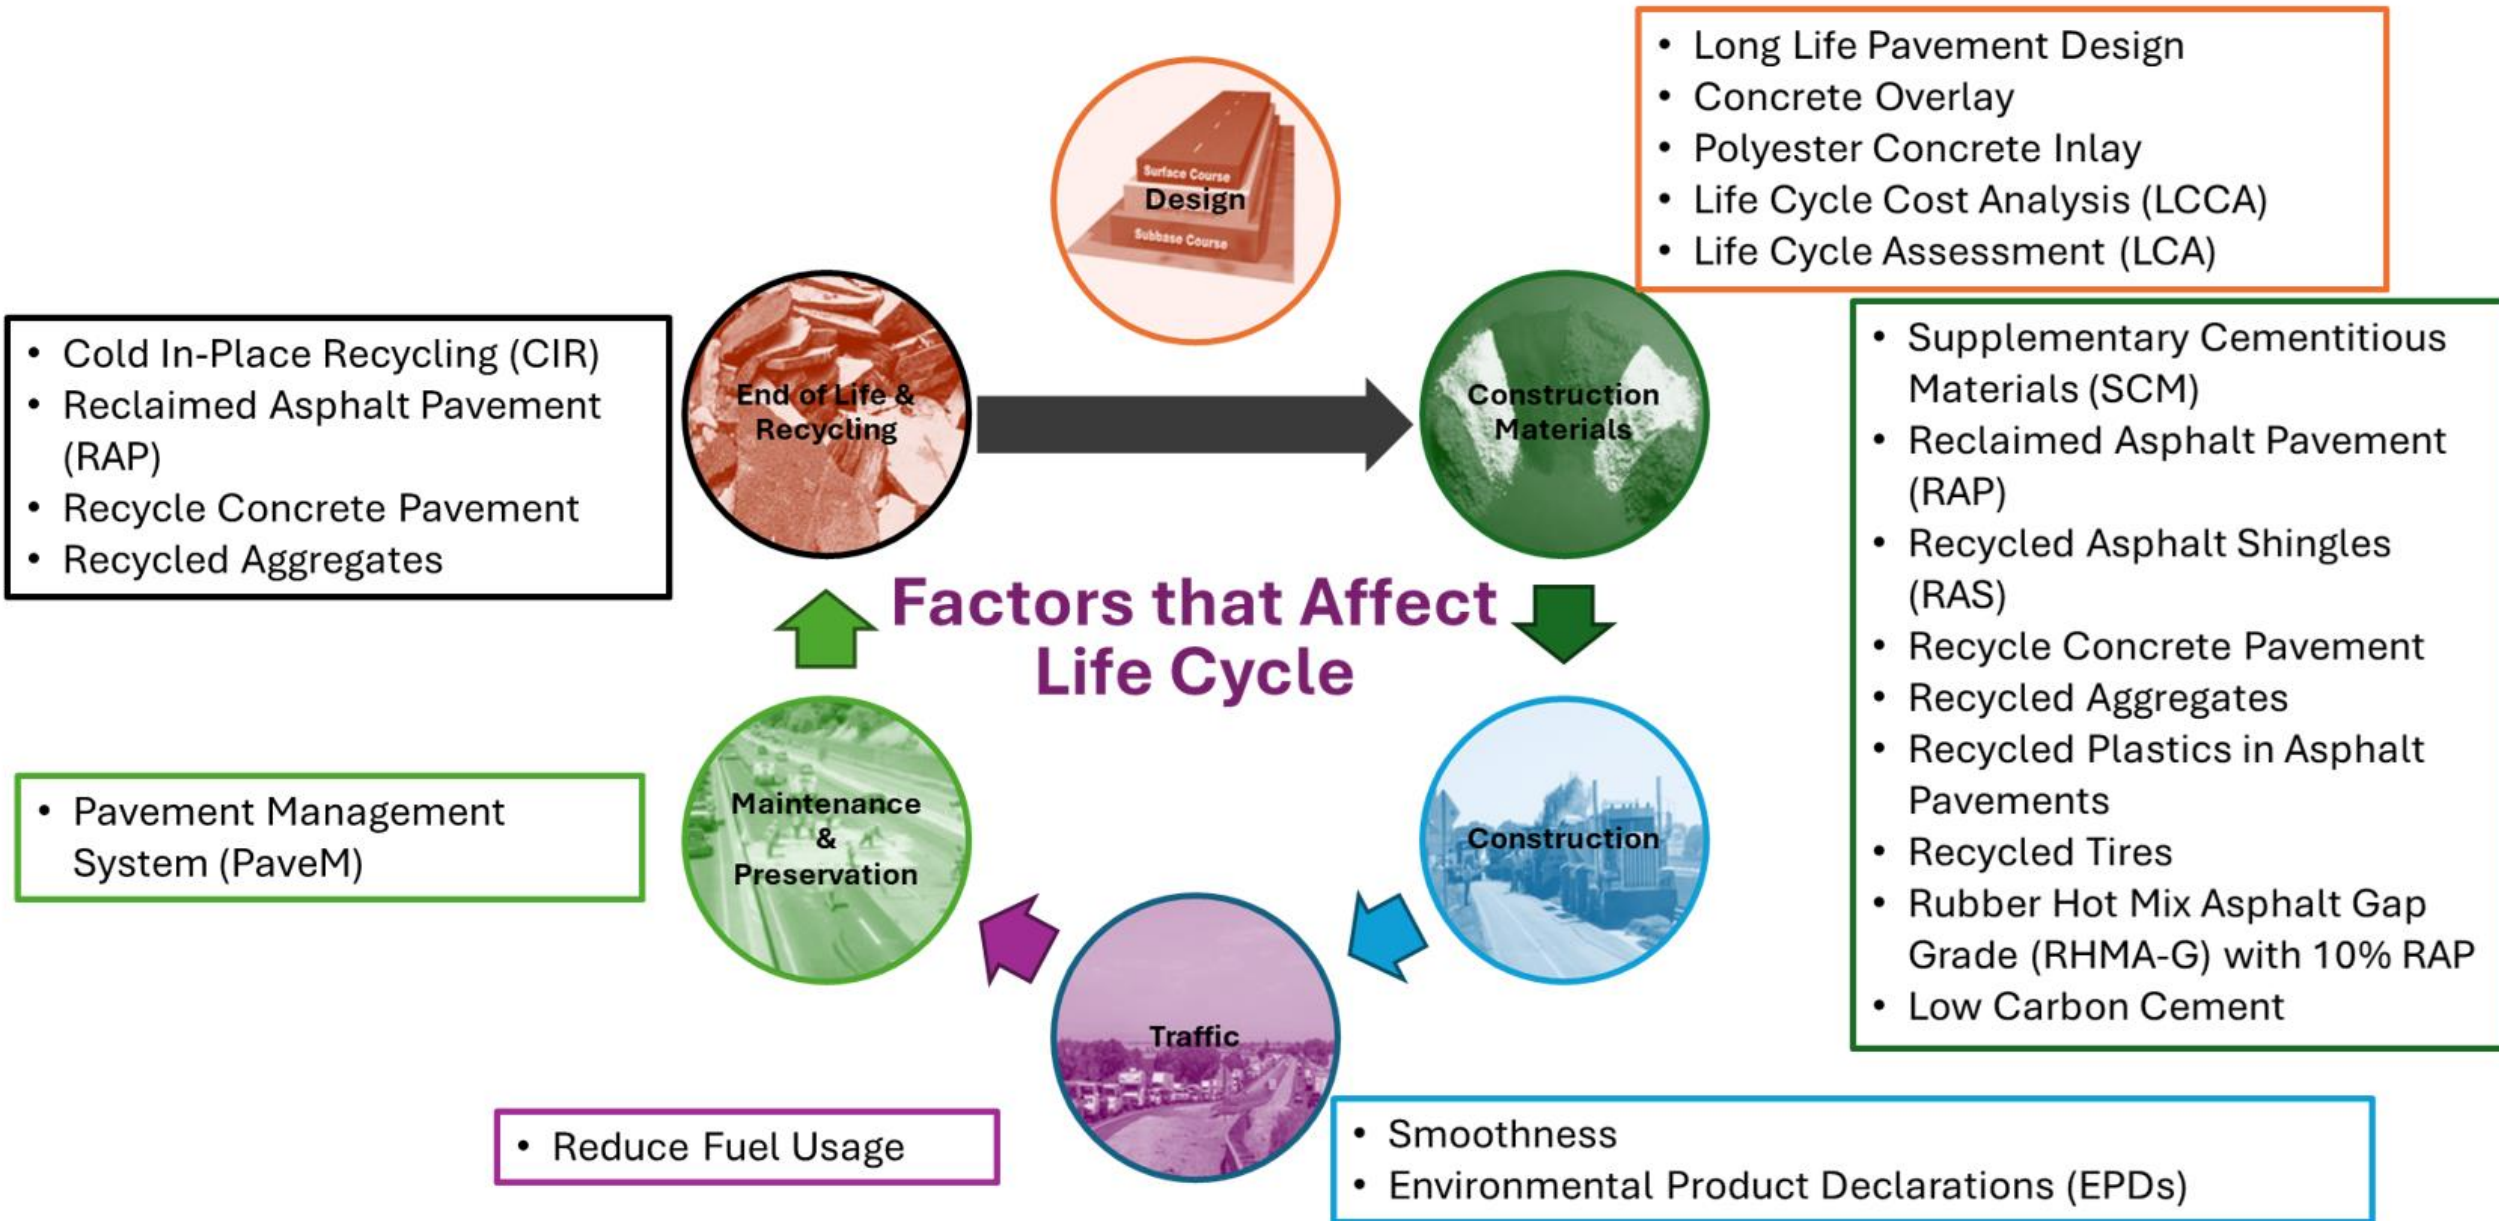 • Long Life Pavement Design
• Concrete Overlay
• Polyester Concrete Inlay
• Life Cycle Cost Analysis (LCCA)
• Life Cycle Assessment (LCA)
Surface Course
Design
Subbase Course
• Cold In-Place Recycling (CIR)
• Reclaimed Asphalt Pavement
(RAP)
• Recycle Concrete Pavement
• Recycled Aggregates
End of Life &
Recycling
Construction
Materials
• Supplementary Cementitious
Materials (SCM)
• Reclaimed Asphalt Pavement
(RAP)
• Recycled Asphalt Shingles
(RAS)
• Recycle Concrete Pavement
• Recycled Aggregates
• Recycled Plastics in Asphalt
Pavements
• Recycled Tires
• Rubber Hot Mix Asphalt Gap
Grade (RHMA-G) with 10% RAP
• Low Carbon Cement
Factors that Affect
Life Cycle
• Pavement Management
System (PaveM)
Maintenance
&
Preservation
Construction
Traffic
• Reduce Fuel Usage
• Smoothness
• Environmental Product Declarations (EPDs)